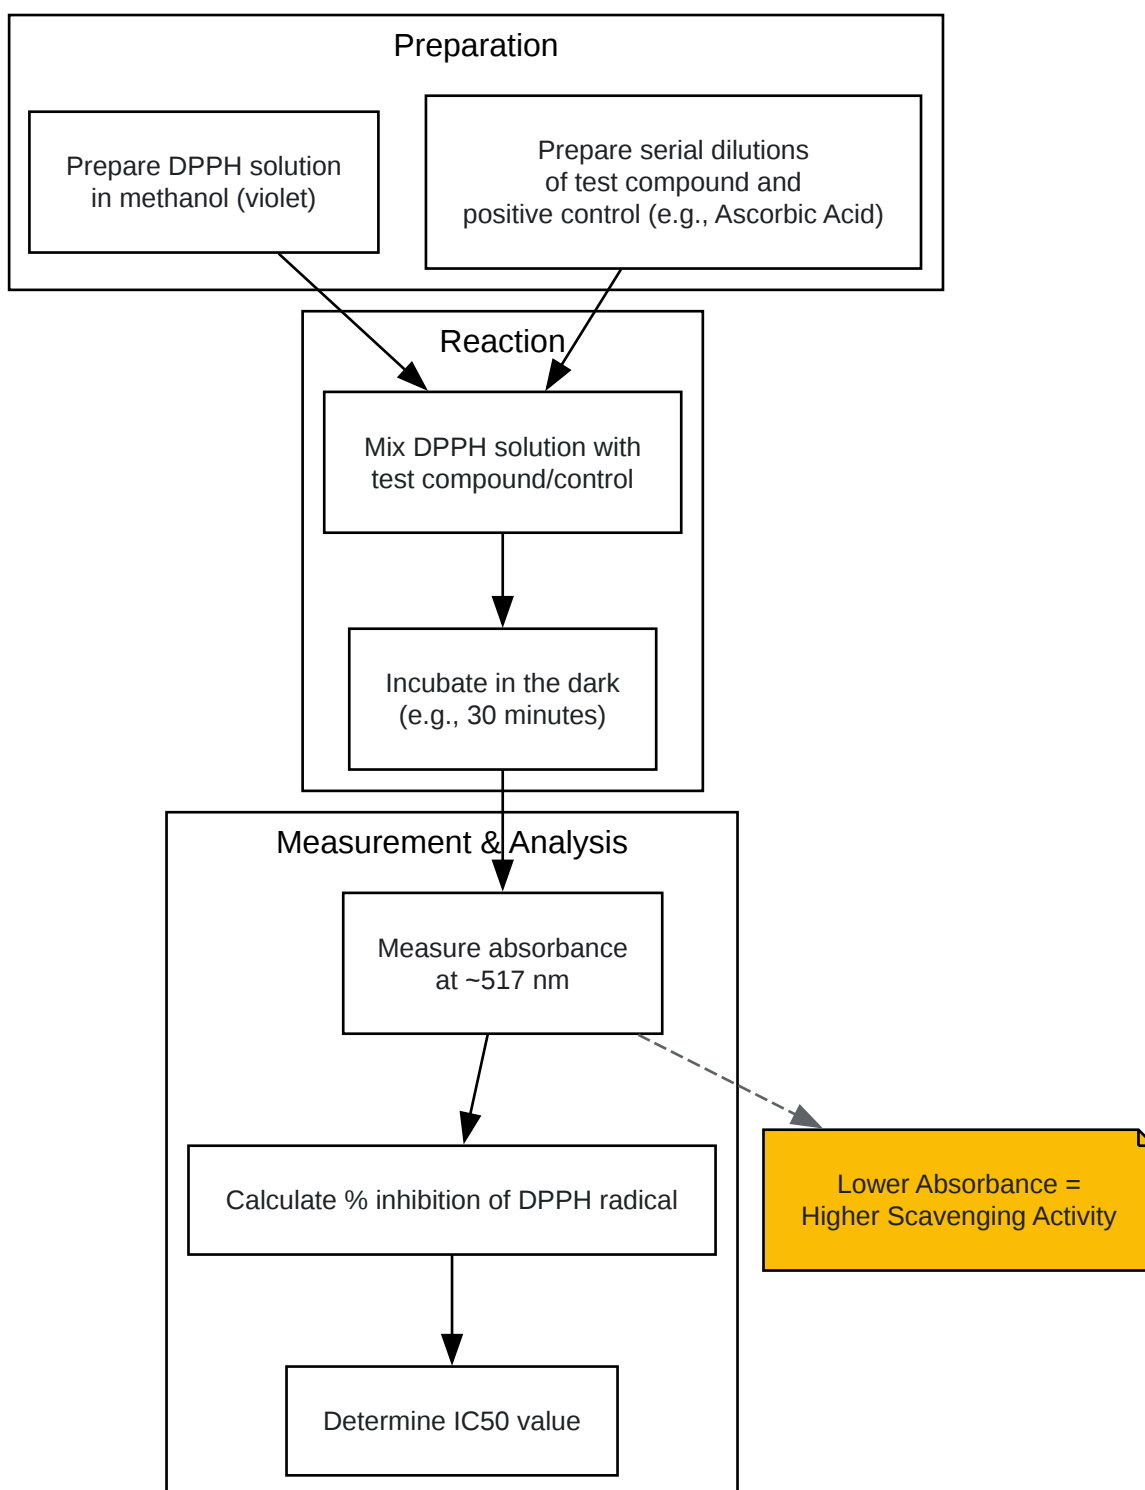 Preparation
Prepare DPPH solution
in methanol (violet)
Prepare serial dilutions
of test compound and
positive control (e.g., Ascorbic Acid)
Reaction
Mix DPPH solution with
test compound/control
Incubate in the dark
(e.g., 30 minutes)
Measurement & Analysis
Measure absorbance
at ~517 nm
Calculate % inhibition of DPPH radical
Lower Absorbance =
Higher Scavenging Activity
Determine IC50 value